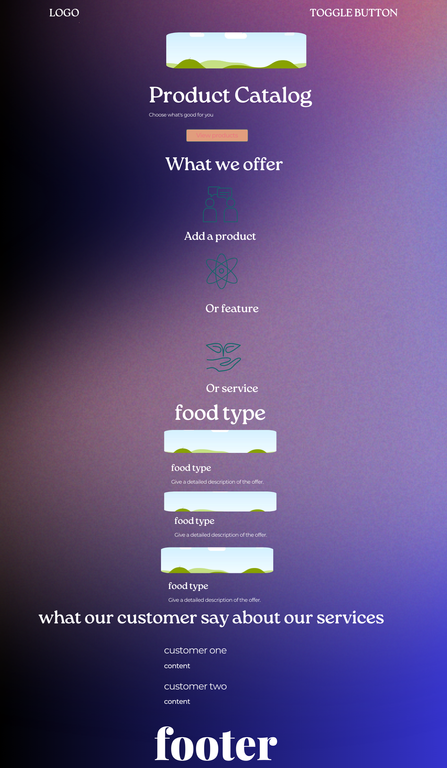 LOGO
TOGGLE BUTTON
Product Catalog
Choose what's good for you
What we offer
Add a product
Or feature
Or service
food type
food type
Give a detailed description of the offer.
food type
Give a detailed description of the offer.
food type
Give a detailed description of the offer.
what our customer say about our services
customer one
content
customer two
content
footer